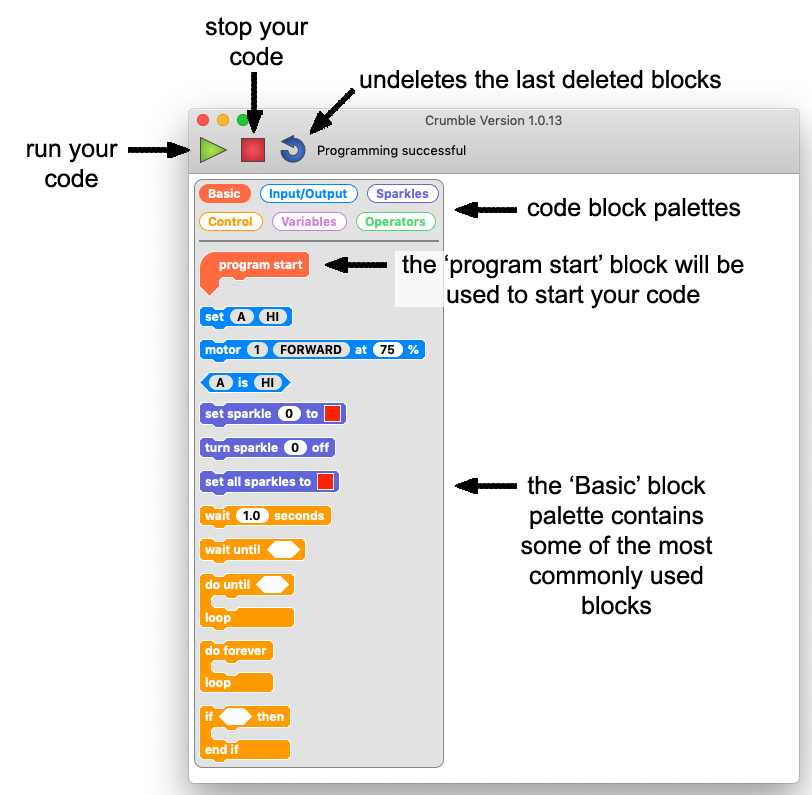 stop your
code
undeletes the last deleted blocks
Crumble Version 1.0.13
run your
code
Programming successful
Basic Input/Output Sparkles
Control Variables Operators
code block palettes
program start
the ‘program start’ block will be
used to start your code
set A HI
motor 1 FORWARD at 75 %
A is HI
set sparkle 0 to
turn sparkle 0 off
set all sparkles to
the ‘Basic’ block
palette contains
some of the most
commonly used
blocks
wait 1.0 seconds
wait until
do until
loop
do forever
loop
if then
end if